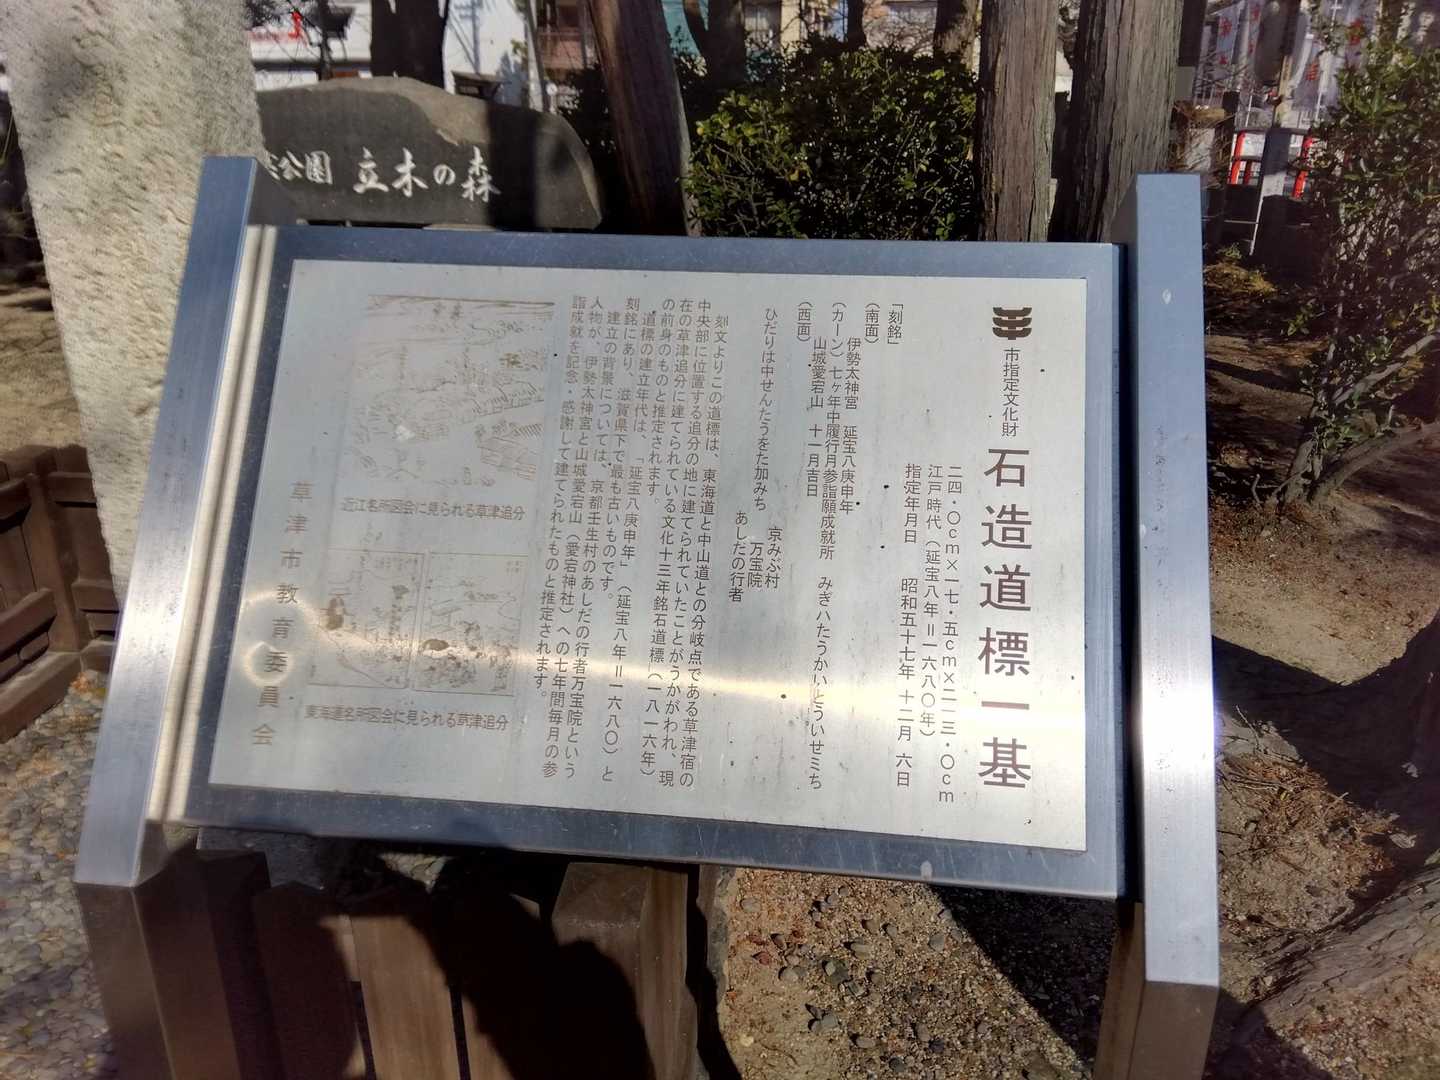 公園 立木の森
市指定文化財 石造道標一基
二四・〇cm×一七・五cm×二一三・〇cm
江戸時代(延宝八年=一六八〇年)
指定年月日 昭和五十七年 十二月 六日
「刻銘」
(南面)
伊勢太神宮 延宝八庚申年
(カーン)七ヶ年中履行月参詣願成就所 みぎハたうかいとういせミち
山城愛宕山 十一月吉日
(西面)
ひだりは中せんたうをた加みち
京みぶ村
万宝院
あしたの行者
刻文よりこの道標は、東海道と中山道との分岐点である草津宿の
中央部に位置する追分の地に建てられていたことがうかがわれ、現
在の草津追分に建てられている文化十三年銘石道標(一八一六年)
の前身のものと推定されます。
道標の建立年代は、「延宝八庚申年」(延宝八年=一六八〇)と
刻銘にあり、滋賀県下で最も古いものです。
建立の背景については、京都壬生村のあしだの行者万宝院という
人物が、伊勢太神宮と山城愛宕山(愛宕神社)への七年間毎月の参
詣成就を記念・感謝して建てられたものと推定されます。
近江名所図会に見られる草津追分
東海道名所図会に見られる草津追分
草津市教育委員会